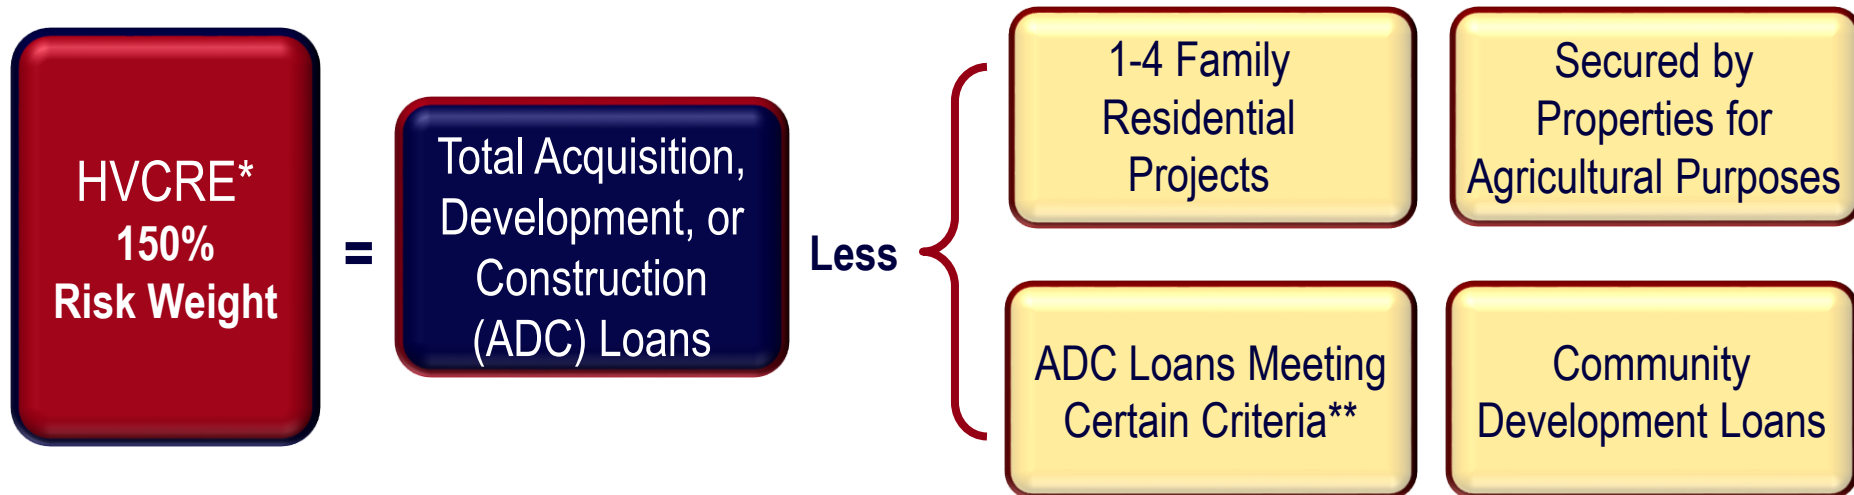 HVCRE*
150%
Risk Weight
=
Total Acquisition,
Development, or
Construction
(ADC) Loans
Less
1-4 Family
Residential
Projects
Secured by
Properties for
Agricultural Purposes
ADC Loans Meeting
Certain Criteria**
Community
Development Loans